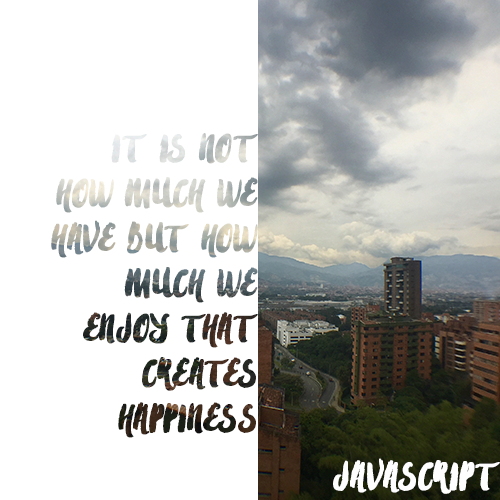 IT IS NOT
HOW MUCH WE
HAVE BUT HOW
MUCH WE
ENJOY THAT
CREATES
HAPPINESS
JAVASCRIPT